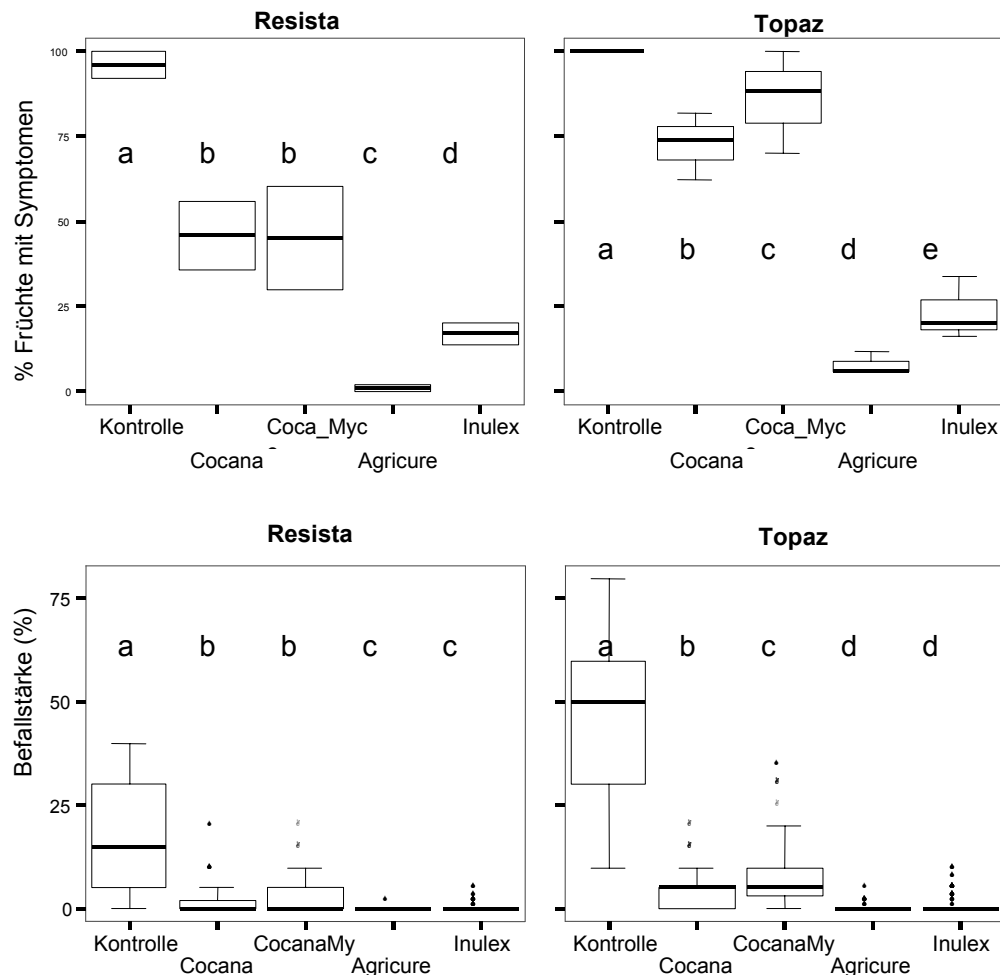 Resista
Topaz
% Früchte mit Symptomen
100
75
50
25
0
a b b c d
a b c d e
Kontrolle Coca_Myc Inulex
Cocana Agricure
Coca_Myc Inulex
Cocana Agricure
Resista
Topaz
Befallstärke (%)
75
50
25
0
a b b c c
a b c d d
Kontrolle CocanaMy Inulex
Cocana Agricure
Kontrolle CocanaMy Inulex
Cocana Agricure